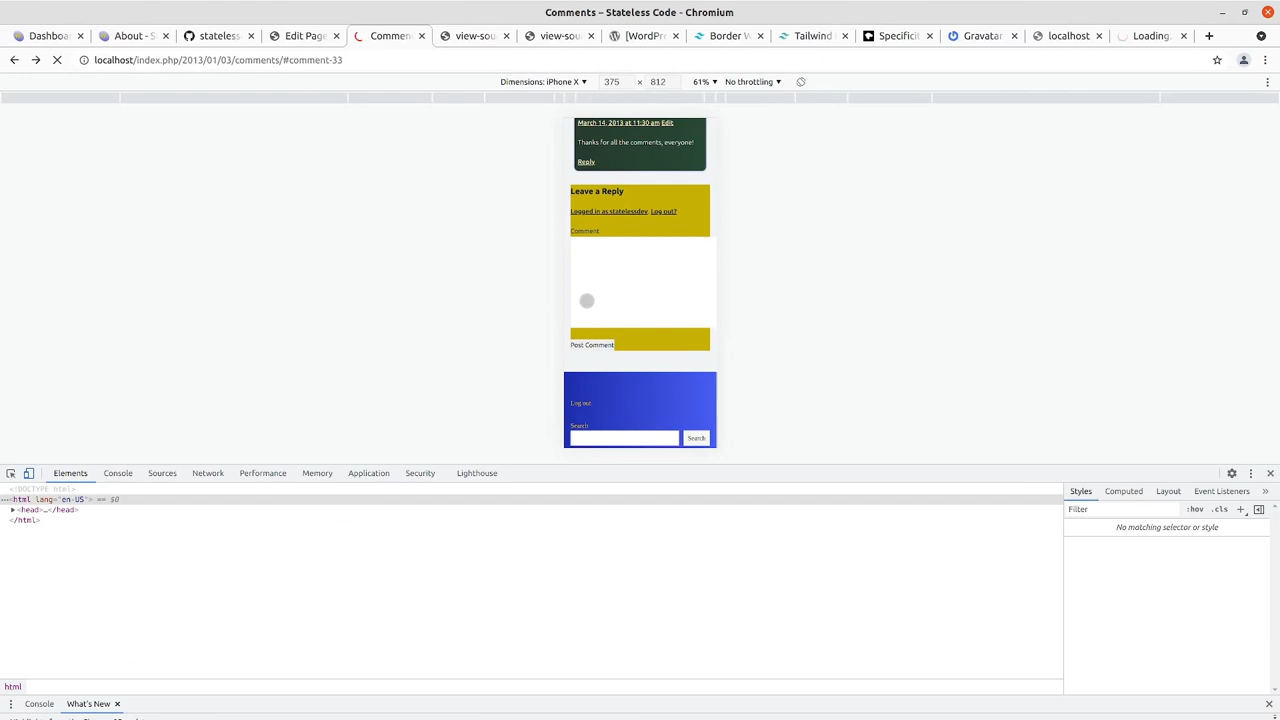 Comments – Stateless Code - Chromium
Dashboa
About - S
stateless
Edit Page
Commen
view-sou
view-sou
[WordPre
Border W
Tailwind
Specificit
Gravatar
localhost
Loading.
localhost/index.php/2013/01/03/comments/#comment-33
Dimensions: iPhone X
375 × 812
61%
No throttling
March 14, 2013 at 11:30 am Edit
Thanks for all the comments, everyone!
Reply
Leave a Reply
Logged in as statelessdev. Log out?
Comment
Post Comment
Log out
Search
Search
Elements
Console
Sources
Network
Performance
Memory
Application
Security
Lighthouse
<!DOCTYPE html>
<html lang="en-US"> == $0
<head>…</head>
</html>
Styles
Computed
Layout
Event Listeners
Filter
:hov .cls
No matching selector or style
html
Console
What's New